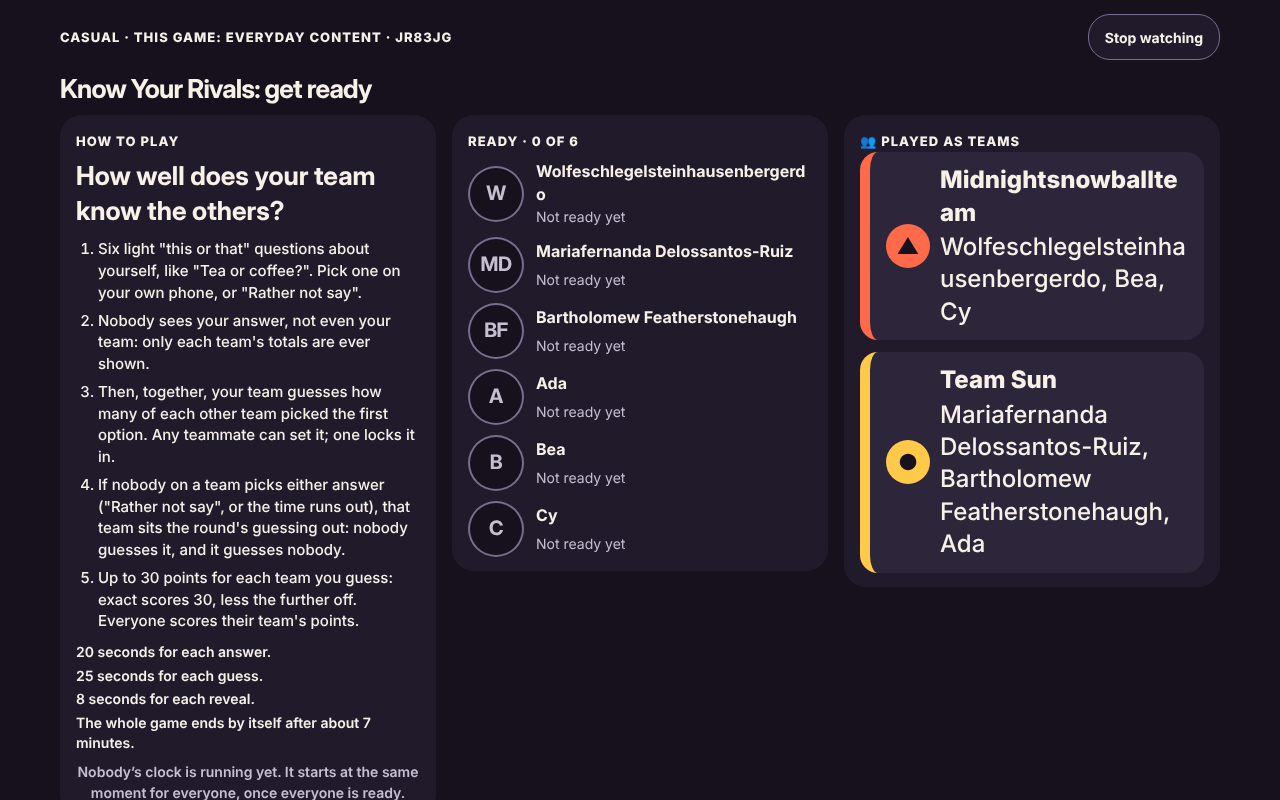 CASUAL · THIS GAME: EVERYDAY CONTENT · JR83JG
Stop watching
Know Your Rivals: get ready
HOW TO PLAY
How well does your team
know the others?
1. Six light "this or that" questions about
yourself, like "Tea or coffee?". Pick one on
your own phone, or "Rather not say".
2. Nobody sees your answer, not even your
team: only each team's totals are ever
shown.
3. Then, together, your team guesses how
many of each other team picked the first
option. Any teammate can set it; one locks it
in.
4. If nobody on a team picks either answer
("Rather not say", or the time runs out), that
team sits the round's guessing out: nobody
guesses it, and it guesses nobody.
5. Up to 30 points for each team you guess:
exact scores 30, less the further off.
Everyone scores their team's points.
20 seconds for each answer.
25 seconds for each guess.
8 seconds for each reveal.
The whole game ends by itself after about 7
minutes.
Nobody’s clock is running yet. It starts at the same
moment for everyone, once everyone is ready.
READY · 0 OF 6
W
Wolfeschlegelsteinhausenbergerd
o
Not ready yet
MD
Mariafernanda Delossantos-Ruiz
Not ready yet
BF
Bartholomew Featherstonehaugh
Not ready yet
A
Ada
Not ready yet
B
Bea
Not ready yet
C
Cy
Not ready yet
👥 PLAYED AS TEAMS
Midnightsnowballte
am
Wolfeschlegelsteinha
usenbergerdo, Bea,
Cy
Team Sun
Mariafernanda
Delossantos-Ruiz,
Bartholomew
Featherstonehaugh,
Ada